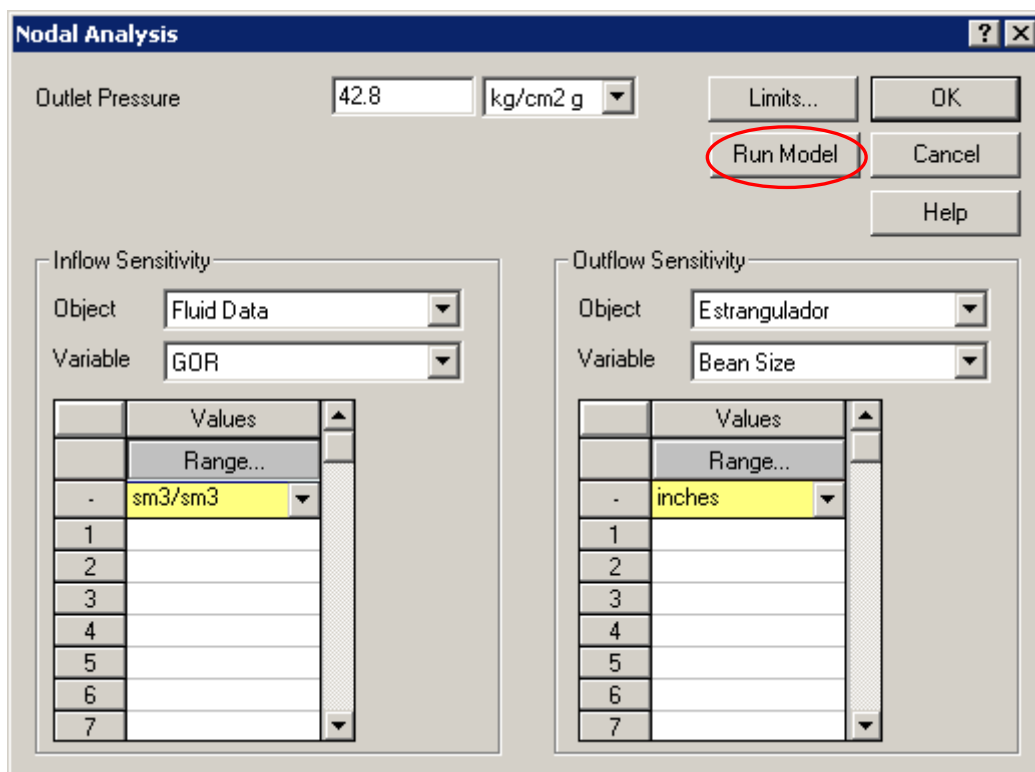 Nodal Analysis
Outlet Pressure 42.8 kg/cm2 g Limits... OK
Run Model Cancel
Help
Inflow Sensitivity
Object Fluid Data
Variable GOR
Values
Range...
- sm3/sm3
1
2
3
4
5
6
7
Outflow Sensitivity
Object Estrangulador
Variable Bean Size
Values
Range...
- inches
1
2
3
4
5
6
7